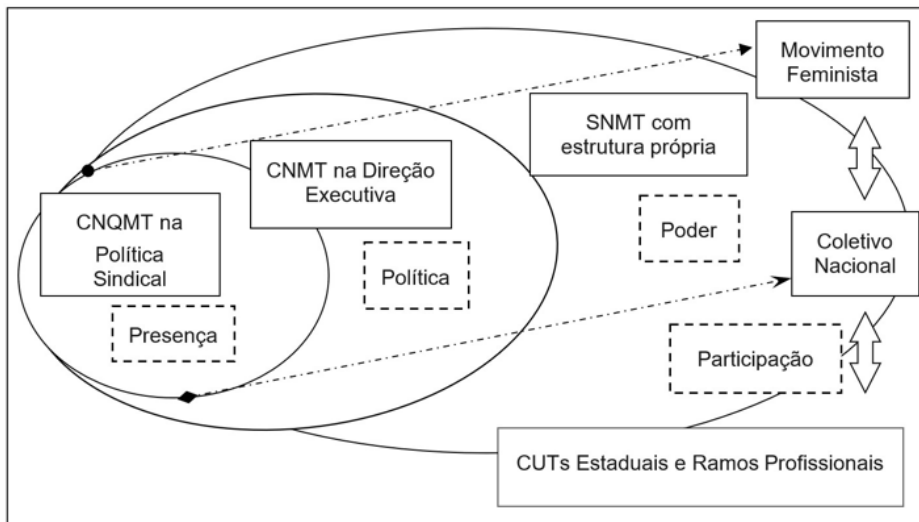 Movimento
Feminista
SNMT com
estrutura própria
CNMT na Direção
Executiva
CNQMT na
Política
Sindical
Poder
Coletivo
Nacional
Política
Presença
Participação
CUTs Estaduais e Ramos Profissionais